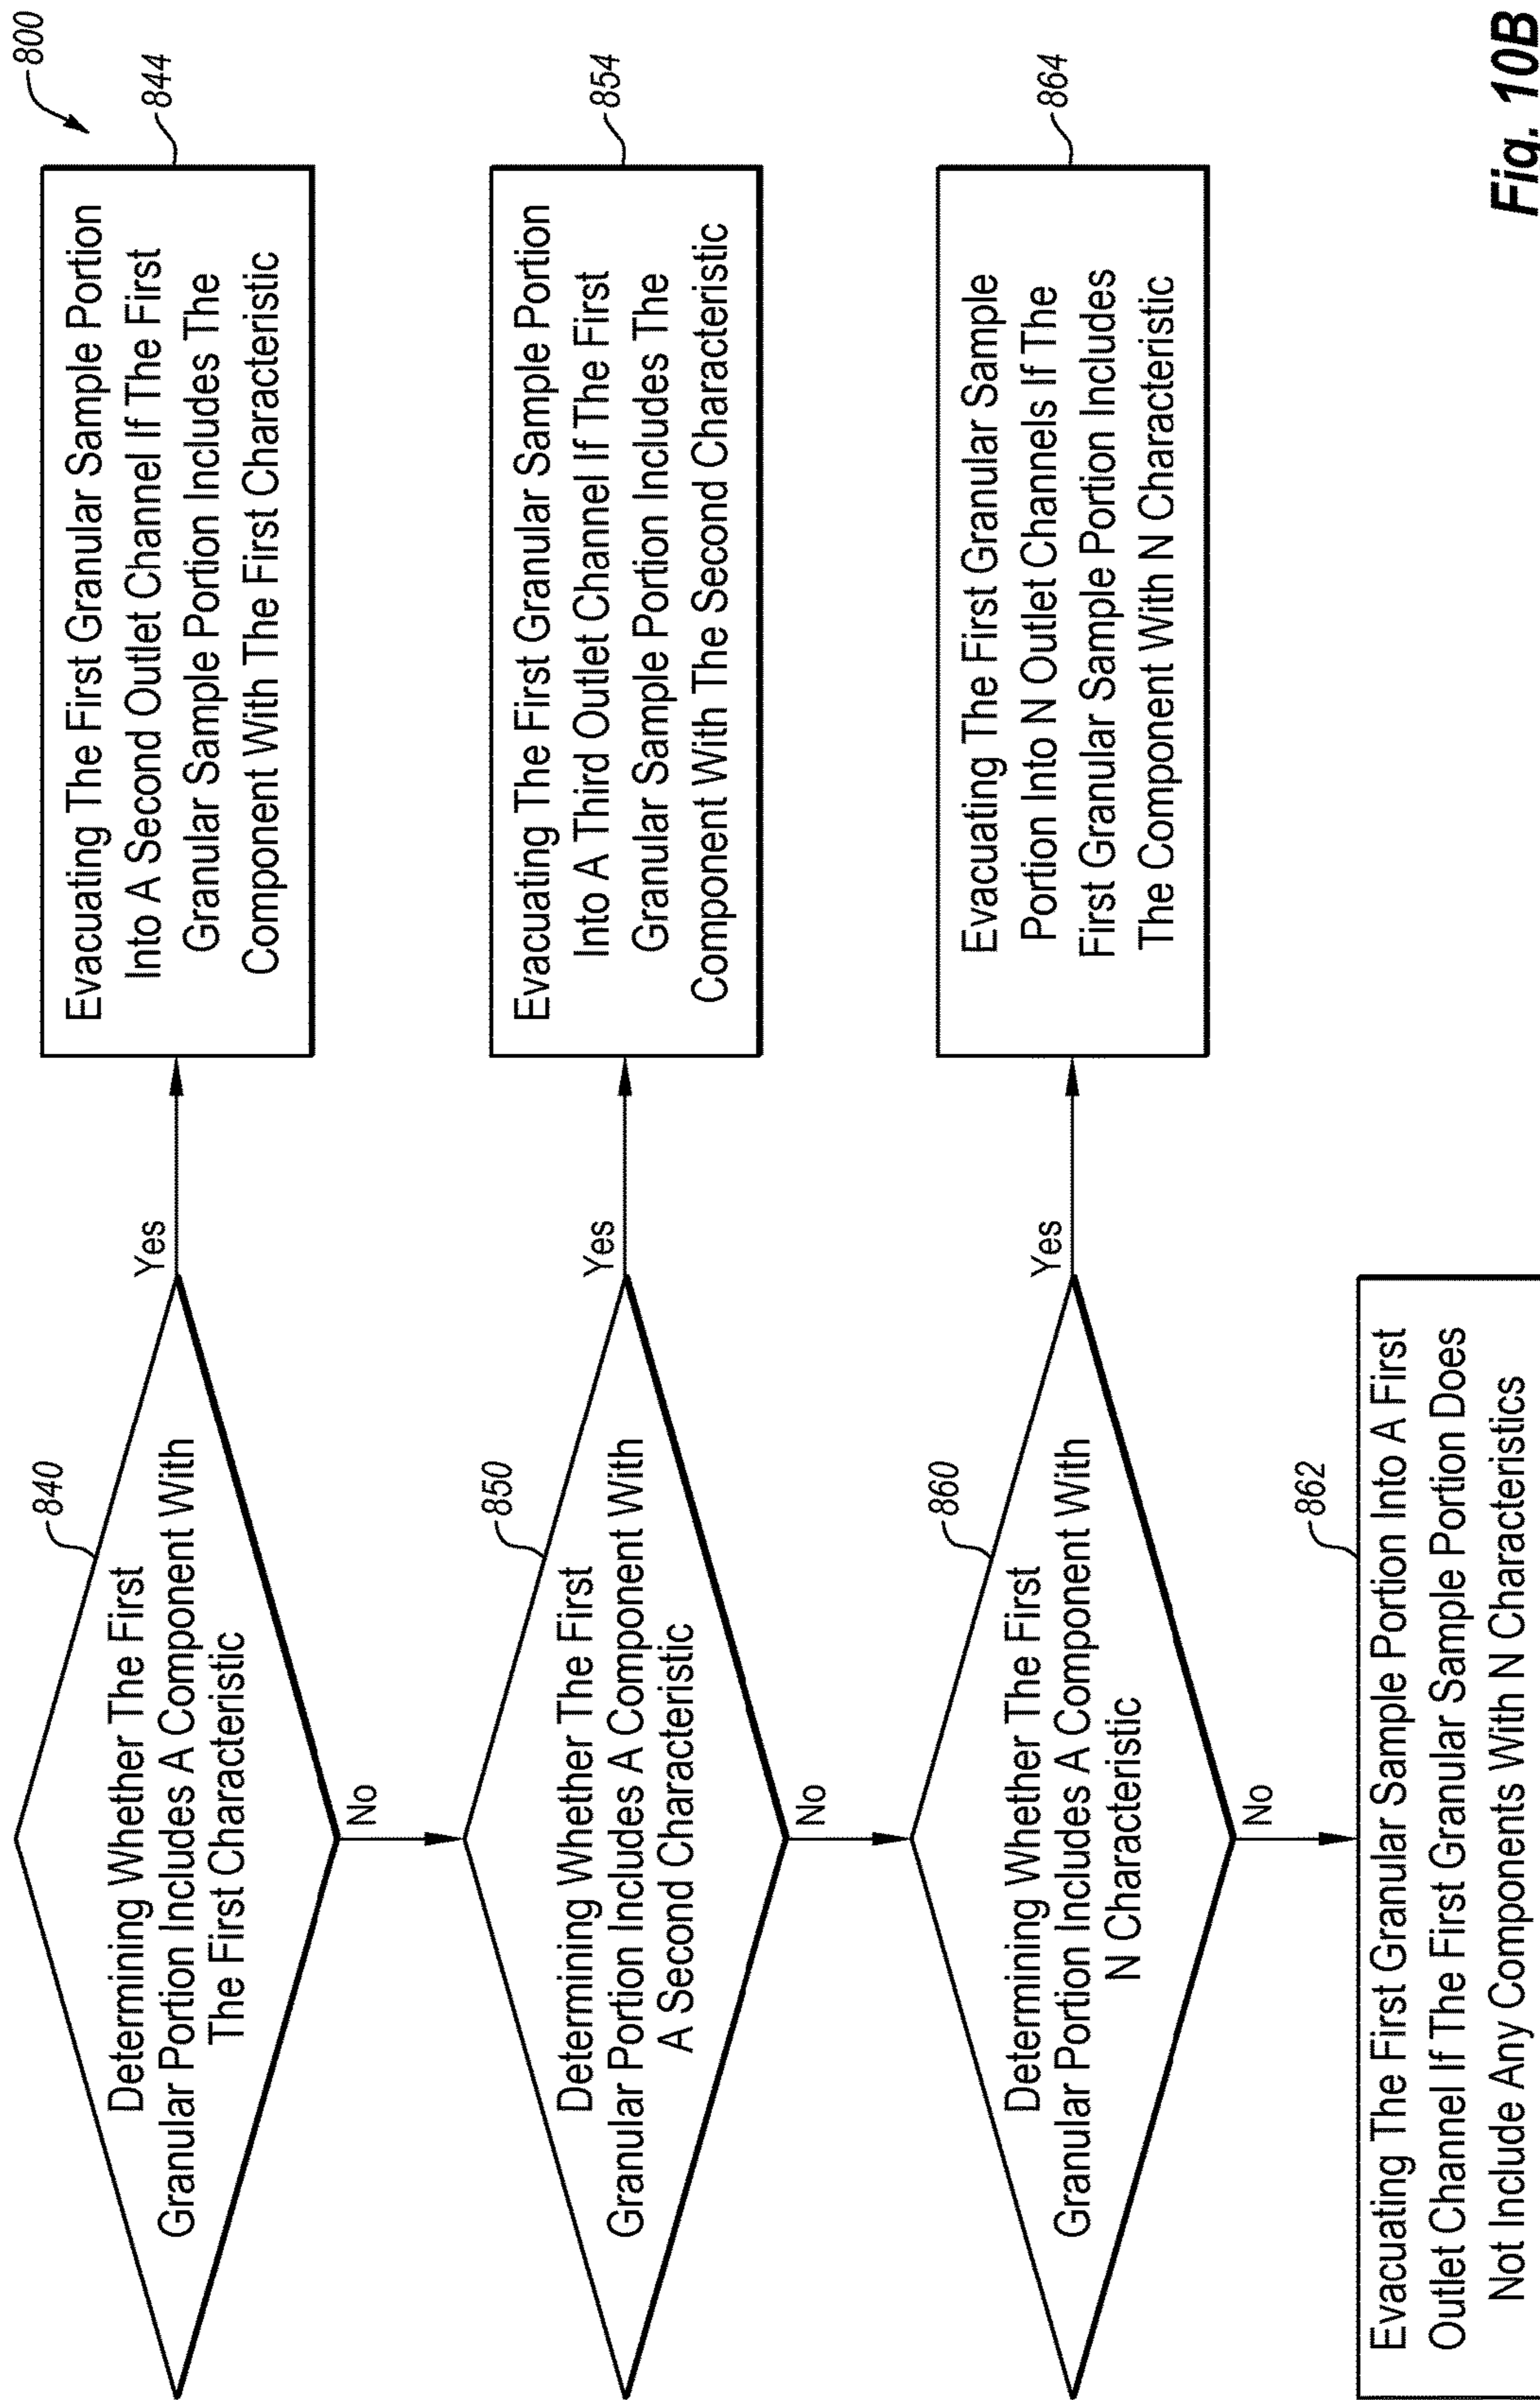 800
840
Determining Whether The First
Granular Portion Includes A Component With
The First Characteristic
Yes
844
Evacuating The First Granular Sample Portion
Into A Second Outlet Channel If The First
Granular Sample Portion Includes The
Component With The First Characteristic
No
850
Determining Whether The First
Granular Portion Includes A Component With
A Second Characteristic
Yes
854
Evacuating The First Granular Sample Portion
Into A Third Outlet Channel If The First
Granular Sample Portion Includes The
Component With The Second Characteristic
No
860
Determining Whether The First
Granular Portion Includes A Component With
N Characteristic
Yes
864
Evacuating The First Granular Sample
Portion Into N Outlet Channels If The
First Granular Sample Portion Includes
The Component With N Characteristic
No
862
Evacuating The First Granular Sample Portion Into A First
Outlet Channel If The First Granular Sample Portion Does
Not Include Any Components With N Characteristics
Fig. 10B